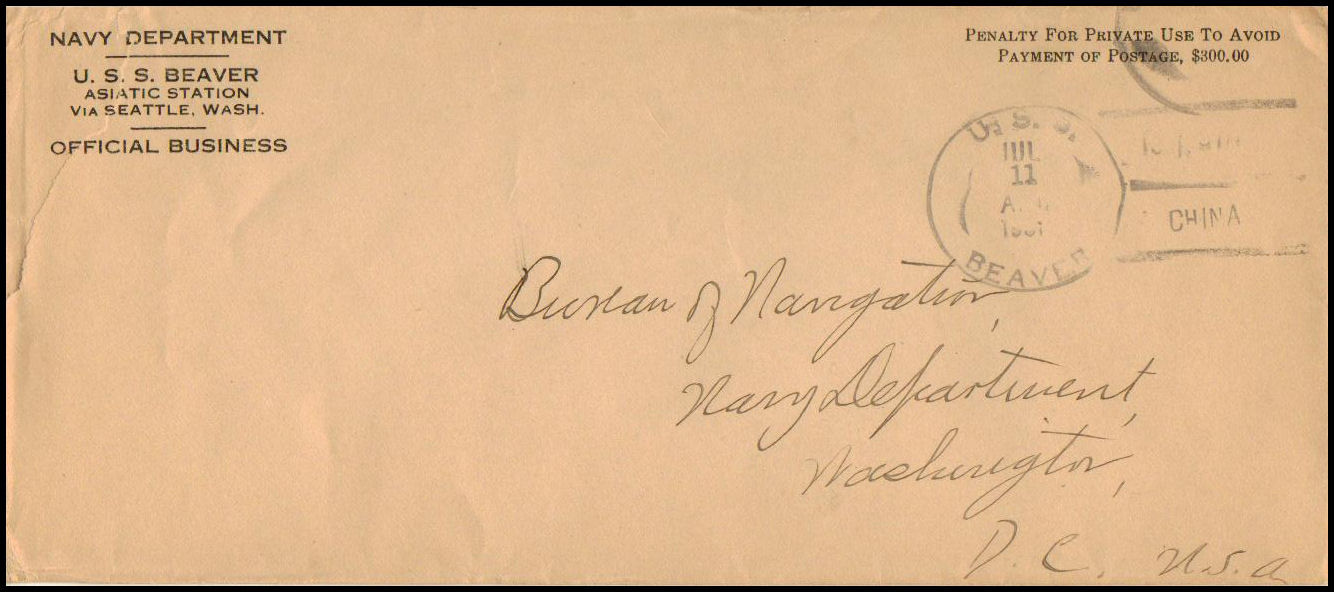 NAVY DEPARTMENT
U. S. S. BEAVER
ASIATIC STATION
VIA SEATTLE, WASH.
OFFICIAL BUSINESS
PENALTY FOR PRIVATE USE TO AVOID
PAYMENT OF POSTAGE, $300.00
U. S. S.
JUL
11
BEAVER
CHINA
Bureau of Navigation,
Navy Department,
Washington,
D. C. U.S.A